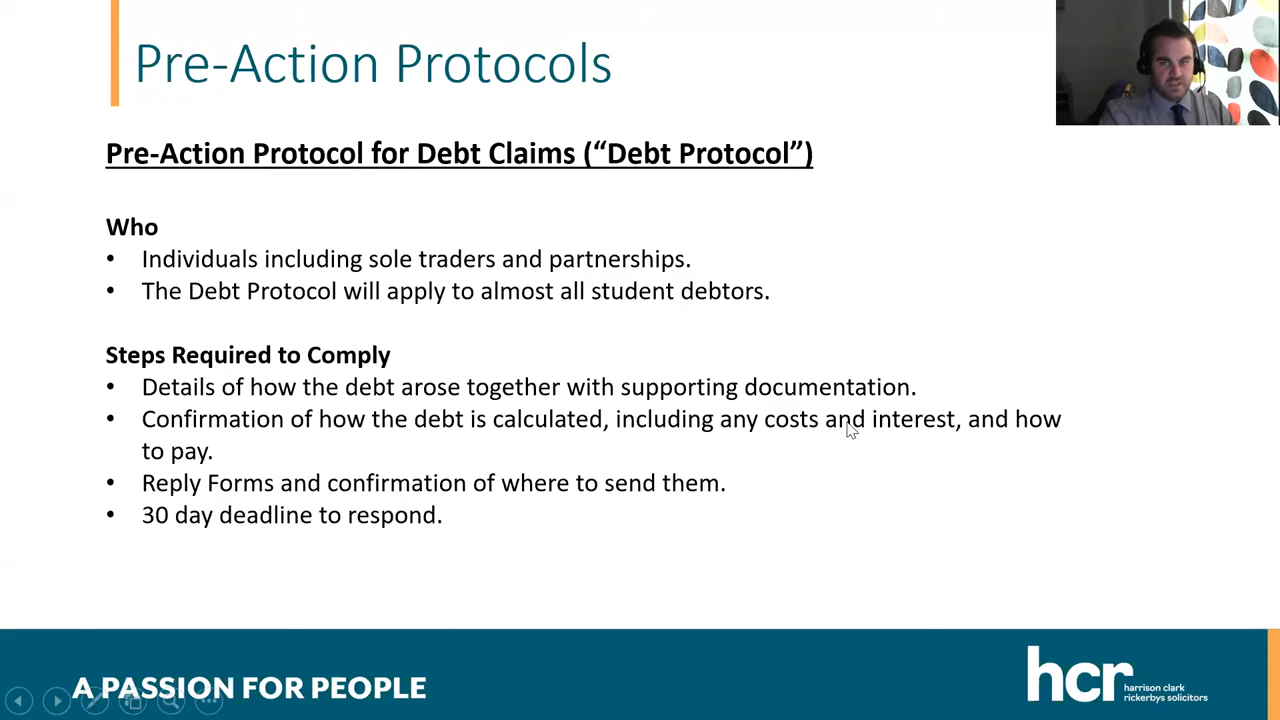 Pre-Action Protocols
Pre-Action Protocol for Debt Claims (“Debt Protocol”)
Who
• Individuals including sole traders and partnerships.
• The Debt Protocol will apply to almost all student debtors.
Steps Required to Comply
• Details of how the debt arose together with supporting documentation.
• Confirmation of how the debt is calculated, including any costs and interest, and how
to pay.
• Reply Forms and confirmation of where to send them.
• 30 day deadline to respond.
A PASSION FOR PEOPLE
hcr
harrison clark
rickerbys solicitors